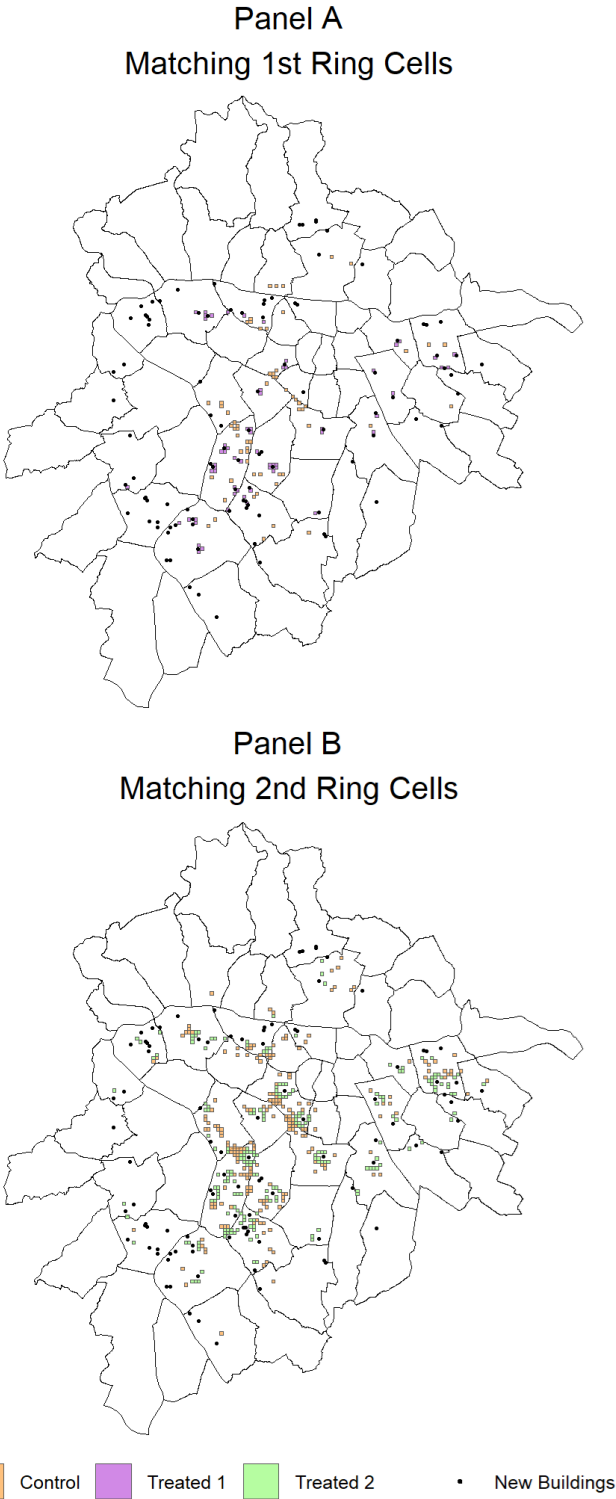 Panel A
Matching 1st Ring Cells
Panel B
Matching 2nd Ring Cells
Control Treated 1 Treated 2 New Buildings